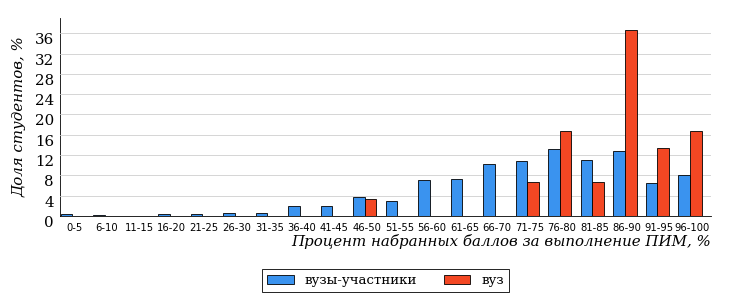 Доля студентов, %
36
32
28
24
20
16
12
8
4
0
0-5 6-10 11-15 16-20 21-25 26-30 31-35 36-40 41-45 46-50 51-55 56-60 61-65 66-70 71-75 76-80 81-85 86-90 91-95 96-100
Процент набранных баллов за выполнение ПИМ, %
вузы-участники вуз